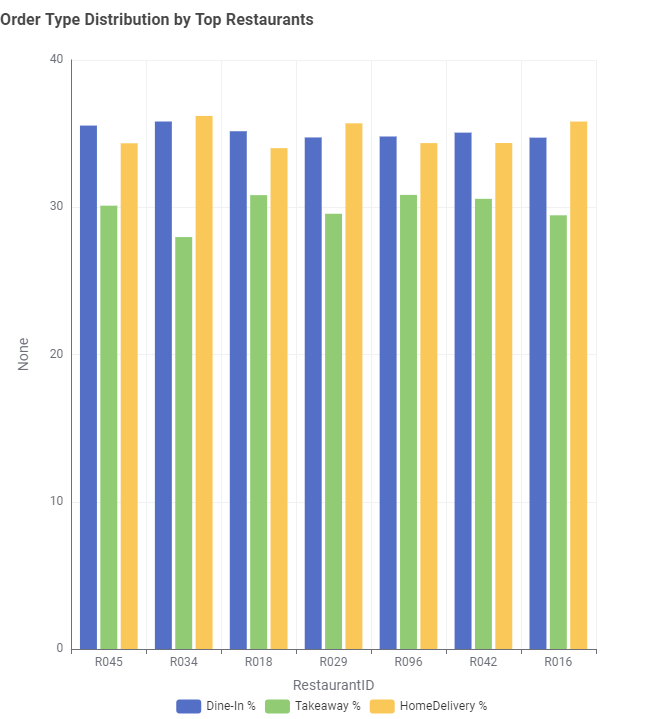 Order Type Distribution by Top Restaurants
40
30
20
10
0
None
R045 R034 R018 R029 R096 R042 R016
RestaurantID
Dine-In % Takeaway % HomeDelivery %